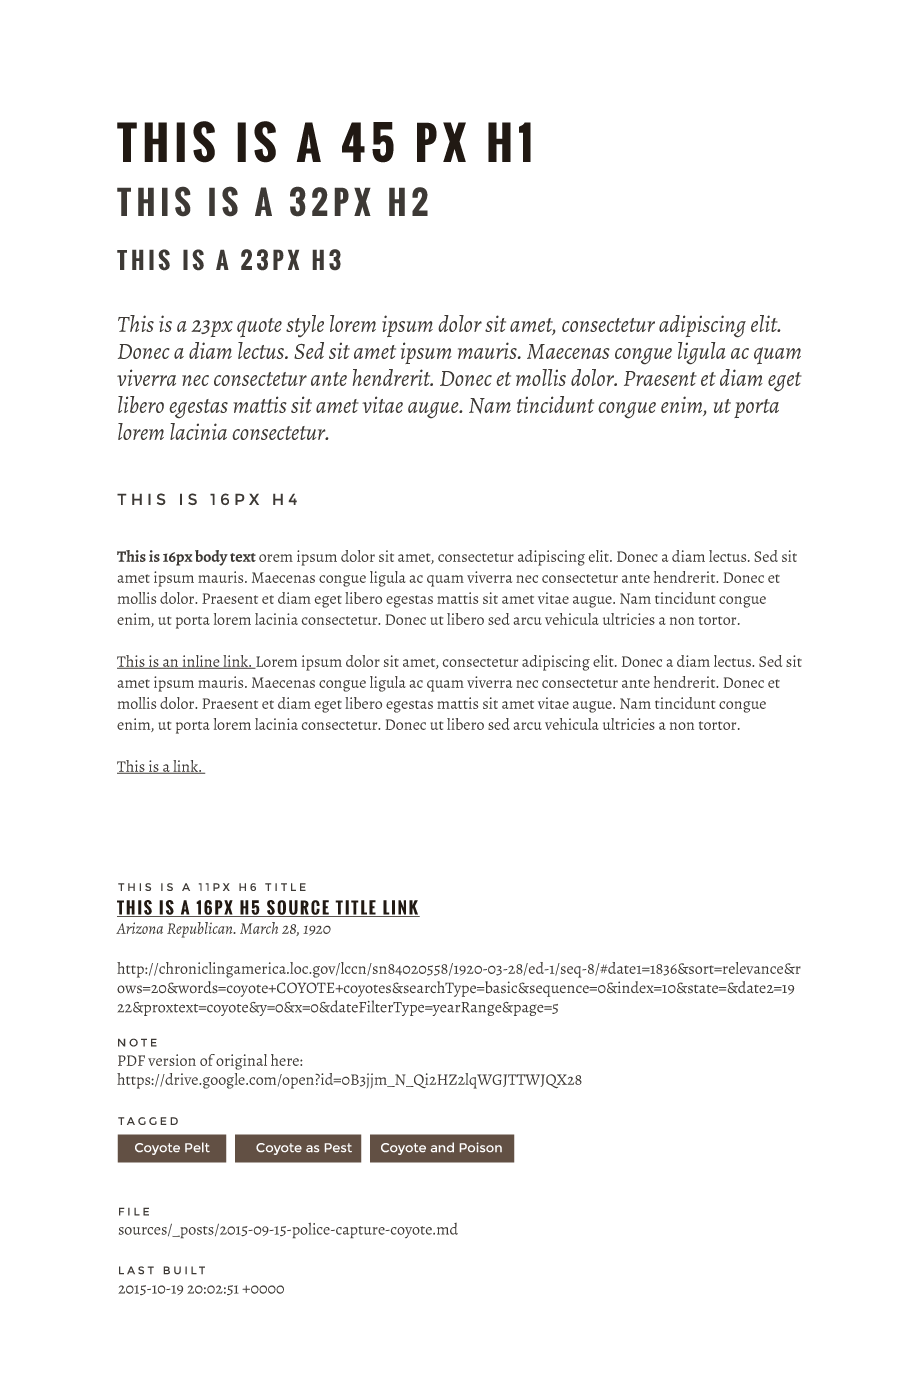 THIS IS A 45 PX H1
THIS IS A 32PX H2
THIS IS A 23PX H3
This is a 23px quote style lorem ipsum dolor sit amet, consectetur adipiscing elit.
Donec a diam lectus. Sed sit amet ipsum mauris. Maecenas congue ligula ac quam
viverra nec consectetur ante hendrerit. Donec et mollis dolor. Praesent et diam eget
libero egestas mattis sit amet vitae augue. Nam tincidunt congue enim, ut porta
lorem lacinia consectetur.
THIS IS 16PX H4
This is 16px body text orem ipsum dolor sit amet, consectetur adipiscing elit. Donec a diam lectus. Sed sit
amet ipsum mauris. Maecenas congue ligula ac quam viverra nec consectetur ante hendrerit. Donec et
mollis dolor. Praesent et diam eget libero egestas mattis sit amet vitae augue. Nam tincidunt congue
enim, ut porta lorem lacinia consectetur. Donec ut libero sed arcu vehicula ultricies a non tortor.
This is an inline link. Lorem ipsum dolor sit amet, consectetur adipiscing elit. Donec a diam lectus. Sed sit
amet ipsum mauris. Maecenas congue ligula ac quam viverra nec consectetur ante hendrerit. Donec et
mollis dolor. Praesent et diam eget libero egestas mattis sit amet vitae augue. Nam tincidunt congue
enim, ut porta lorem lacinia consectetur. Donec ut libero sed arcu vehicula ultricies a non tortor.
This is a link.
THIS IS A 11PX H6 TITLE
THIS IS A 16PX H5 SOURCE TITLE LINK
Arizona Republican. March 28, 1920
http://chroniclingamerica.loc.gov/lccn/sn84020558/1920-03-28/ed-1/seq-8/#date1=1836&sort=relevance&r
ows=20&words=coyote+COYOTE+coyotes&searchType=basic&sequence=0&index=10&state=&date2=19
22&proxtext=coyote&y=0&x=0&dateFilterType=yearRange&page=5
NOTE
PDF version of original here:
https://drive.google.com/open?id=0B3jjm_N_Qi2HZ2lqWGJTTWJQX28
TAGGED
Coyote Pelt Coyote as Pest Coyote and Poison
FILE
sources/_posts/2015-09-15-police-capture-coyote.md
LAST BUILT
2015-10-19 20:02:51 +0000